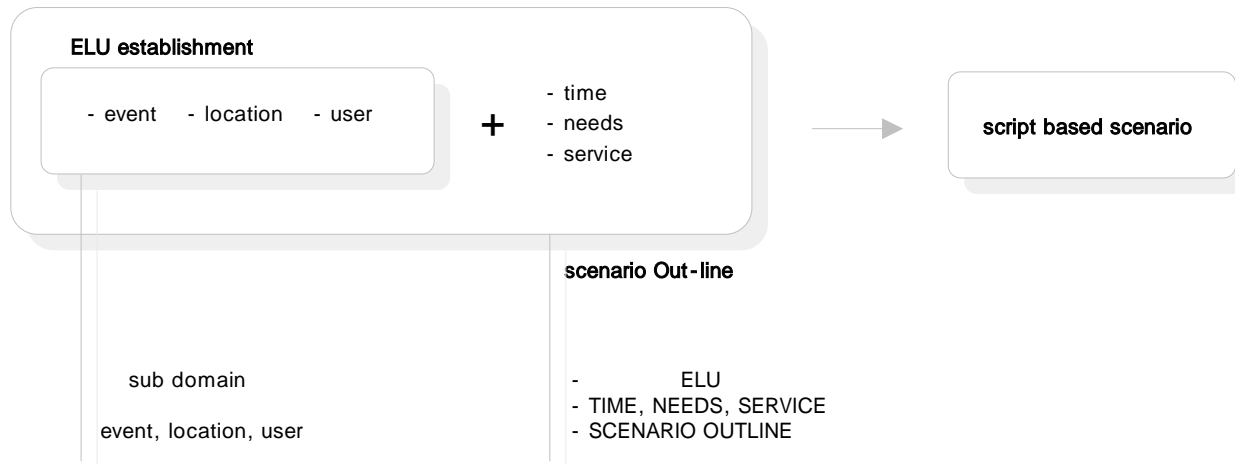 ELU establishment
- event - location - user
+
- time
- needs
- service
script based scenario
scenario Out-line
sub domain
event, location, user
- ELU
- TIME, NEEDS, SERVICE
- SCENARIO OUTLINE